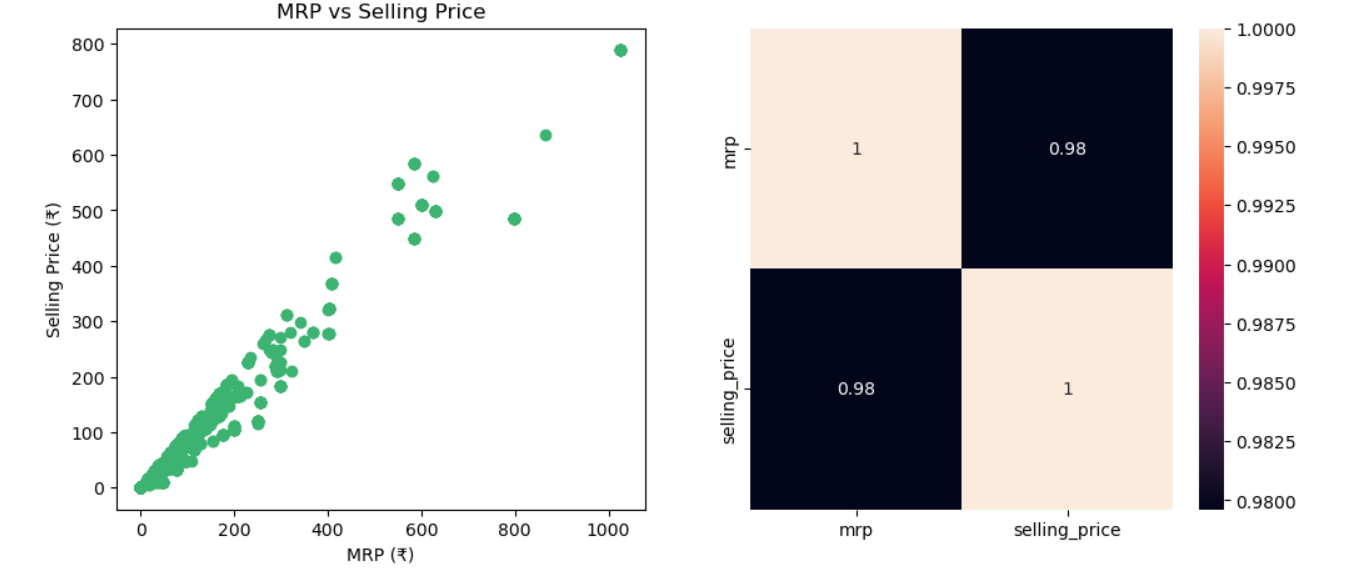 MRP vs Selling Price
800
700
600
500
400
300
200
100
0
Selling Price (₹)
0 200 400 600 800 1000
MRP (₹)
mrp
selling_price
1 0.98
0.98 1
mrp selling_price
1.0000
0.9975
0.9950
0.9925
0.9900
0.9875
0.9850
0.9825
0.9800